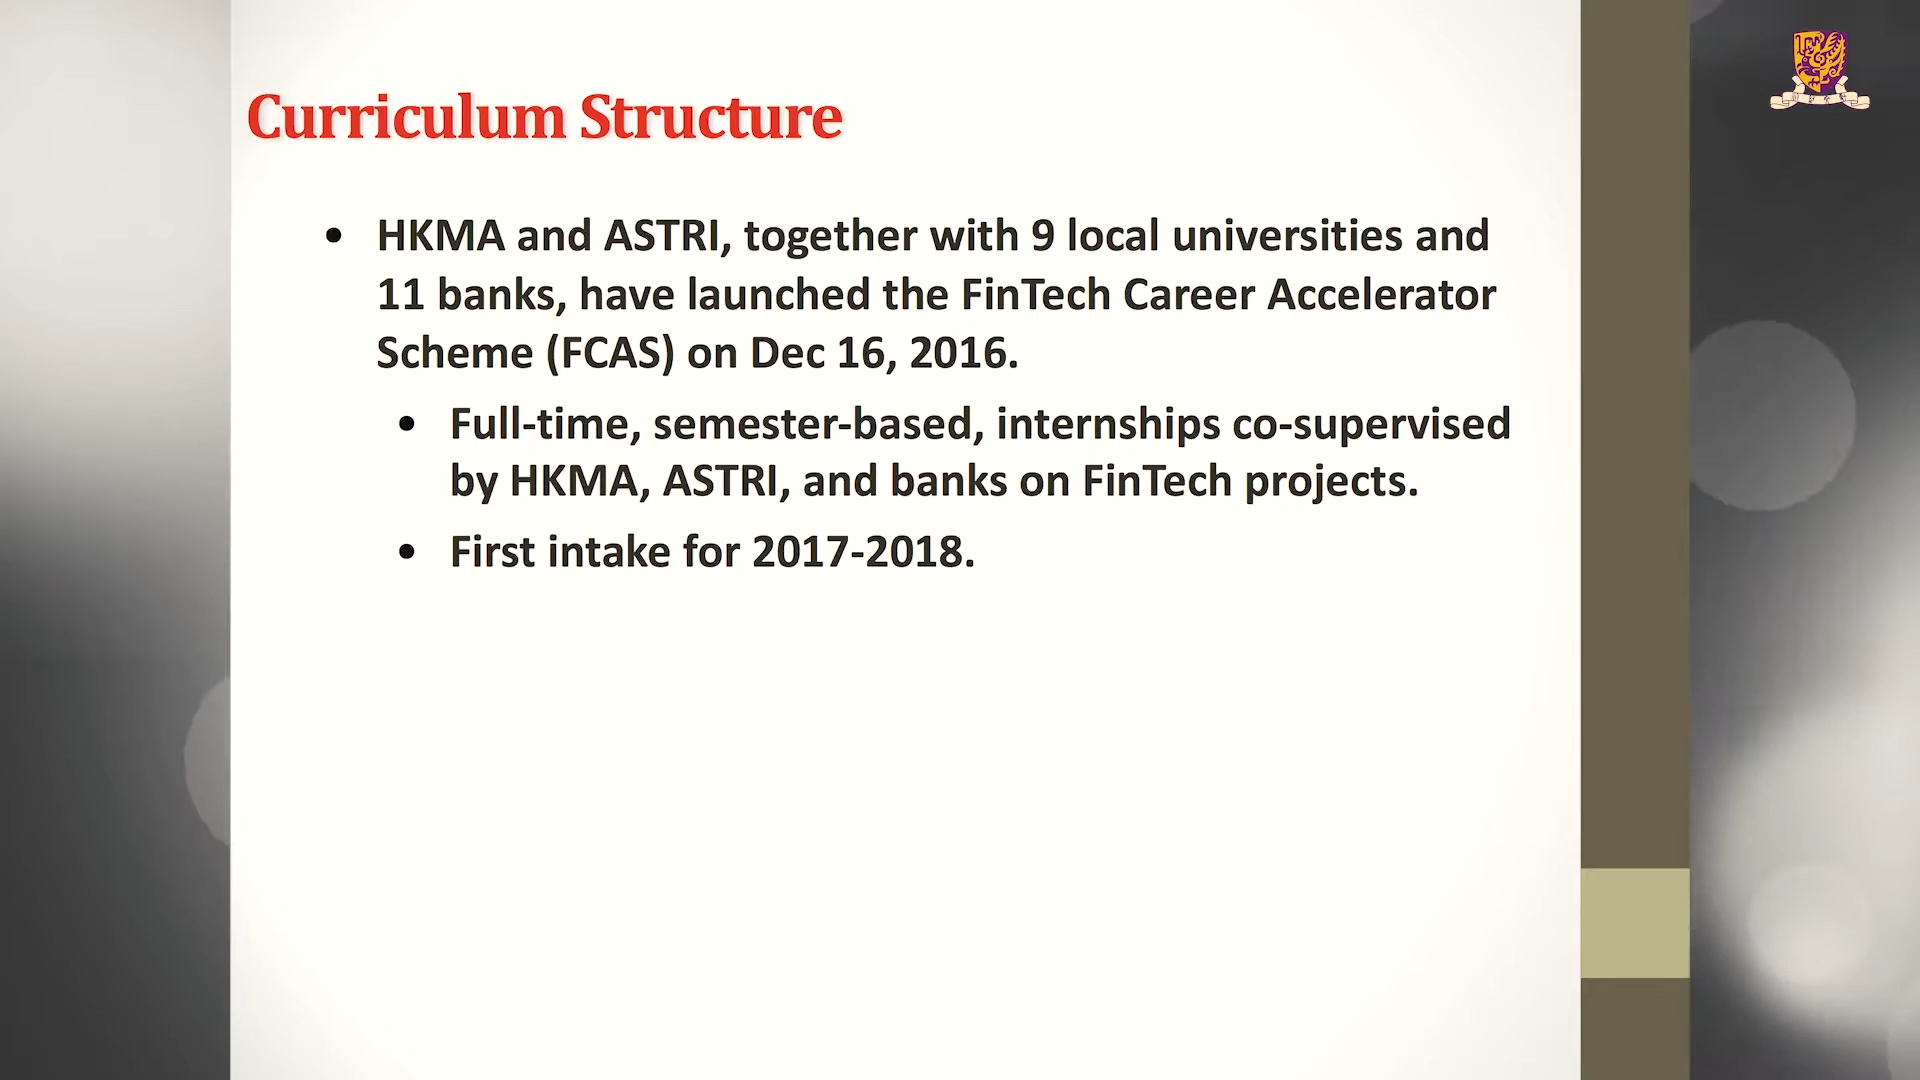 Curriculum Structure
• HKMA and ASTRI, together with 9 local universities and
11 banks, have launched the FinTech Career Accelerator
Scheme (FCAS) on Dec 16, 2016.
• Full-time, semester-based, internships co-supervised
by HKMA, ASTRI, and banks on FinTech projects.
• First intake for 2017-2018.